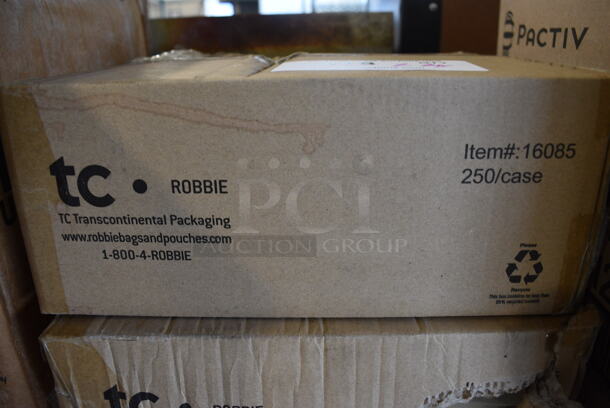 PACTIV
tc • ROBBIE
TC Transcontinental Packaging
www.robbiebagsandpouches.com
1-800-4-ROBBIE
Item#:16085
250/case
PCI
AUCTION GROUP
Please
Recycle
tc • ROBBIE